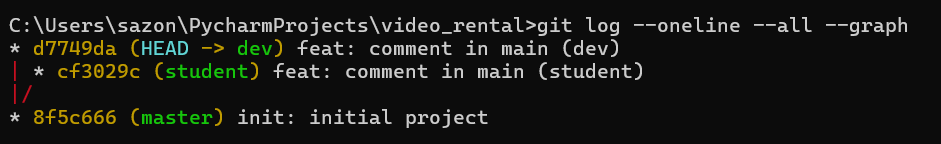 C:\Users\sazon\PycharmProjects\video_rental>git log --oneline --all --graph
* d7749da (HEAD -> dev) feat: comment in main (dev)
| * cf3029c (student) feat: comment in main (student)
|/
* 8f5c666 (master) init: initial project